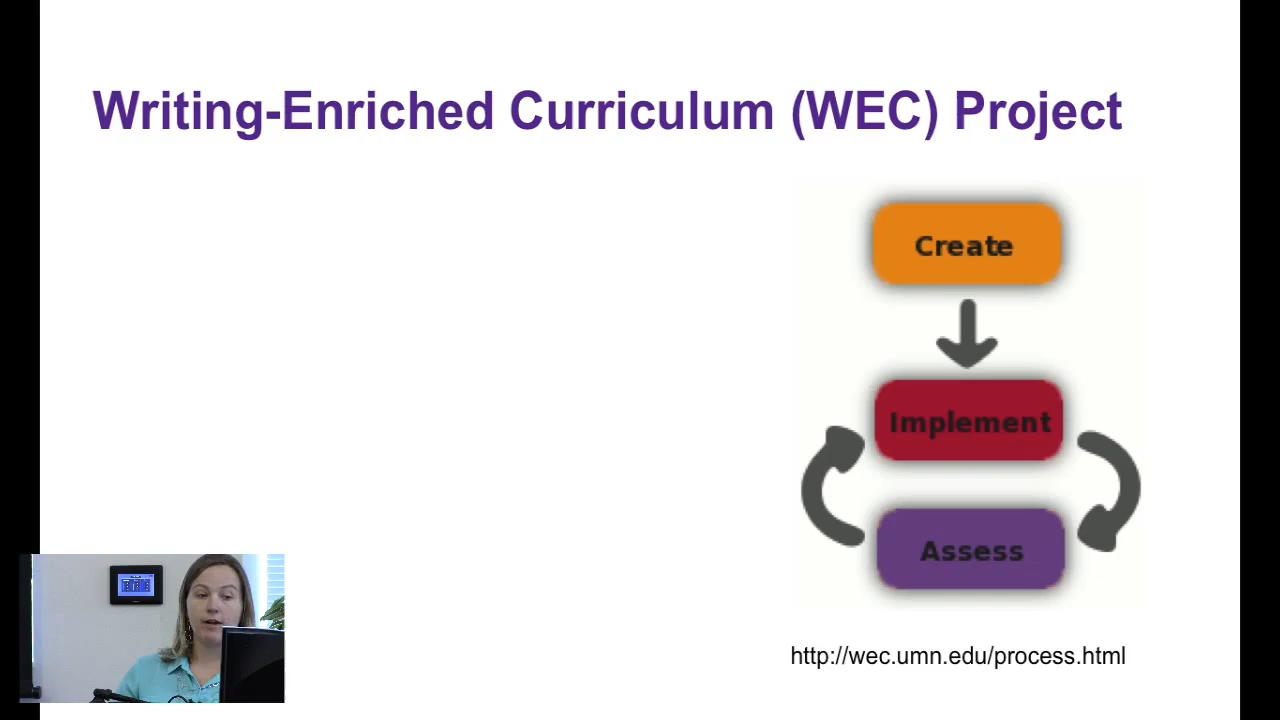 Writing-Enriched Curriculum (WEC) Project
Create
Implement
Assess
http://wec.umn.edu/process.html